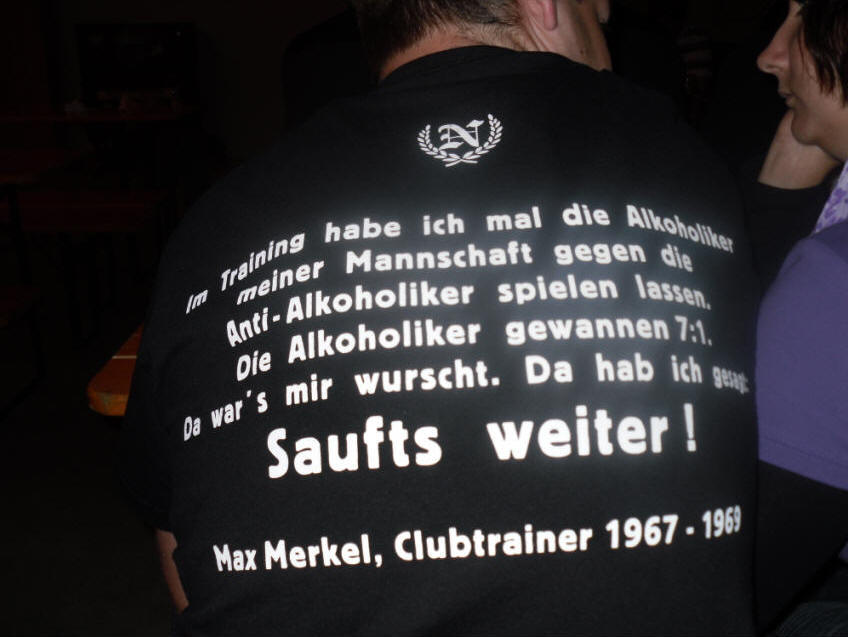 N
Im Training habe ich mal die Alkoholiker
meiner Mannschaft gegen die
Anti-Alkoholiker spielen lassen.
Die Alkoholiker gewannen 7:1.
Da war's mir wurscht. Da hab ich gesagt:
Saufts weiter!
Max Merkel, Clubtrainer 1967 - 1969